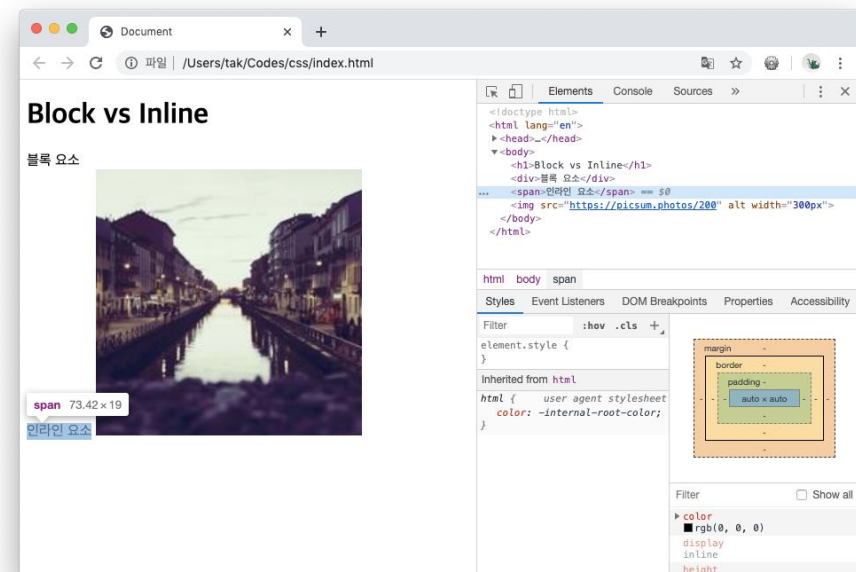 Document
파일 /Users/tak/Codes/css/index.html
Block vs Inline
블록 요소
span 73.42 × 19
인라인 요소
Elements Console Sources »
<!doctype html>
<html lang="en">
<head>…</head>
<body>
<h1>Block vs Inline</h1>
<div>블록 요소</div>
… <span>인라인 요소</span> == $0
<img src="https://picsum.photos/200" alt width="300px">
</body>
</html>
html body span
Styles Event Listeners DOM Breakpoints Properties Accessibility
Filter :hov .cls +
element.style {
}
Inherited from html
html { user agent stylesheet
color: -internal-root-color;
}
margin -
border -
padding -
- - - auto × auto - - -
-
-
-
Filter Show all
color
rgb(0, 0, 0)
display
inline
height